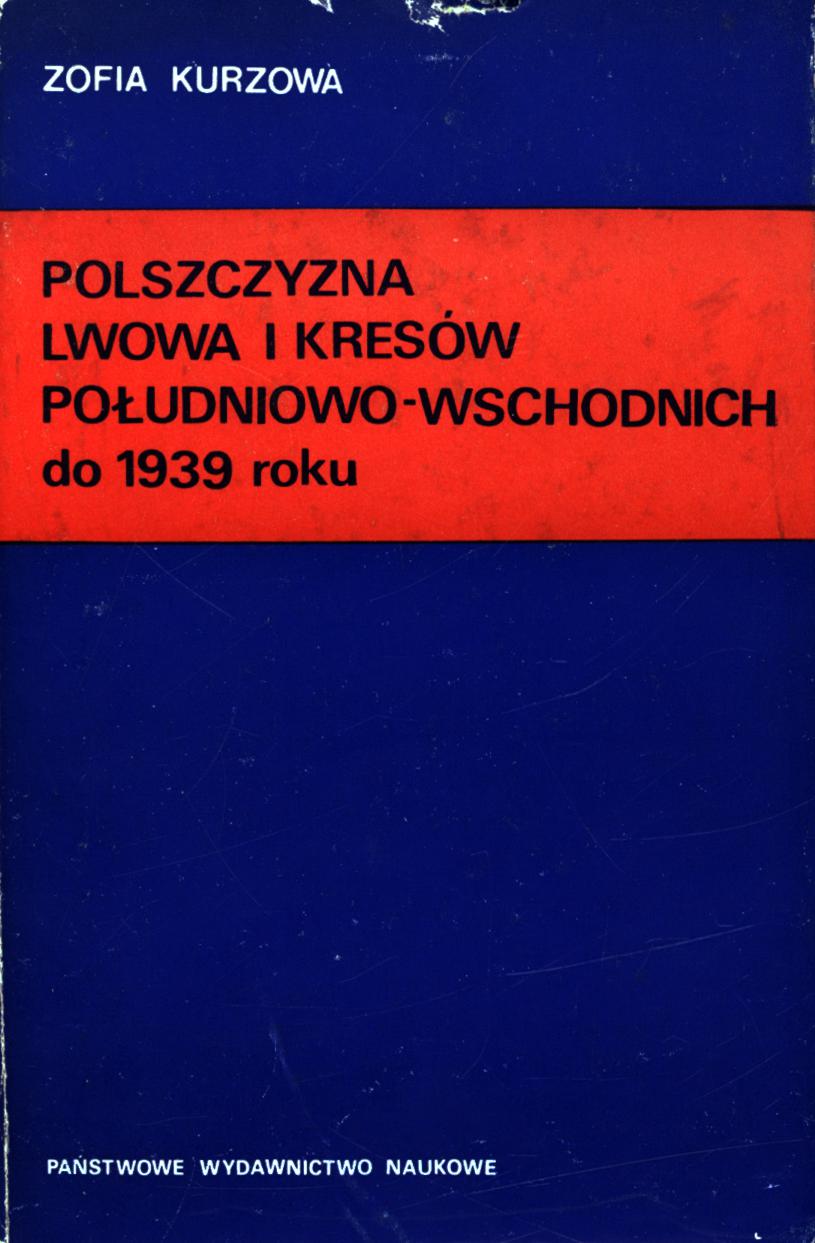 ZOFIA KURZOWA
POLSZCZYZNA
LWOWA I KRESÓW
POŁUDNIOWO-WSCHODNICH
do 1939 roku
PAŃSTWOWE WYDAWNICTWO NAUKOWE